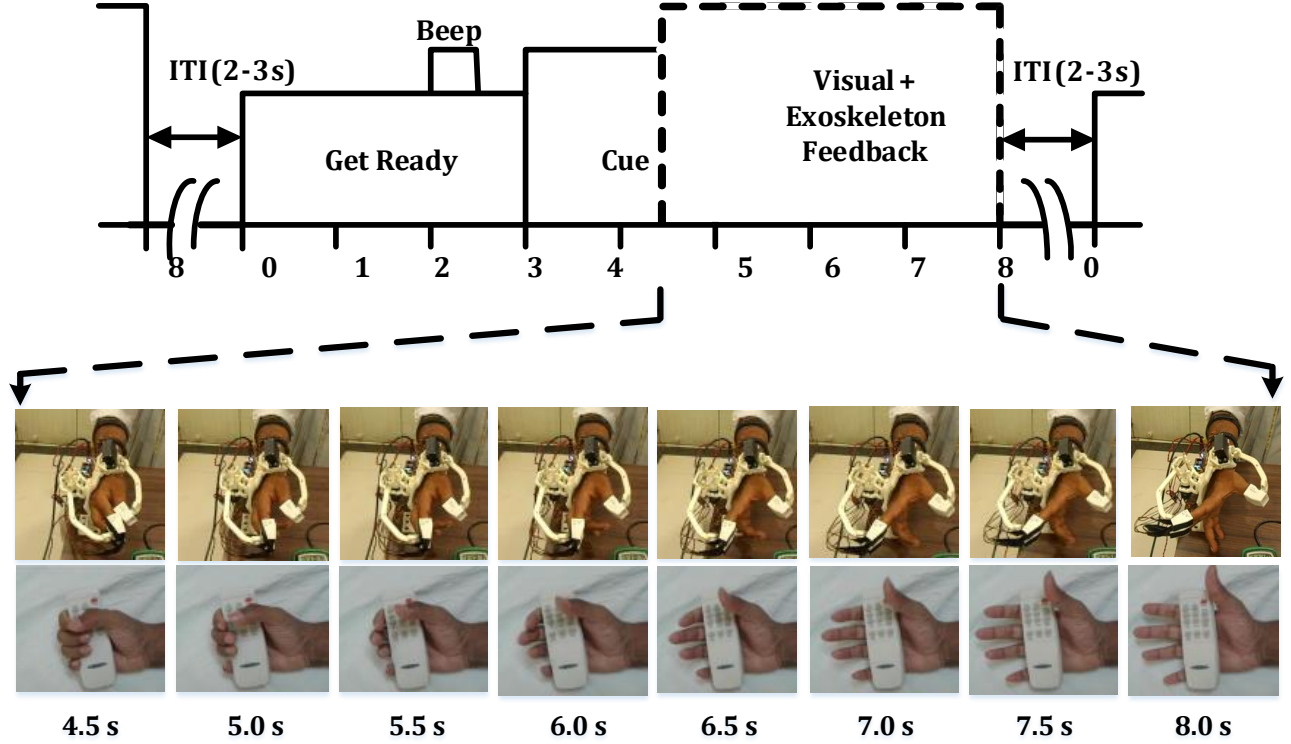 Beep
ITI(2-3s)
ITI(2-3s)
Visual +
Exoskeleton
Feedback
Get Ready
Cue
8 0 1 2 3 4 5 6 7 8 0
4.5 s 5.0 s 5.5 s 6.0 s 6.5 s 7.0 s 7.5 s 8.0 s